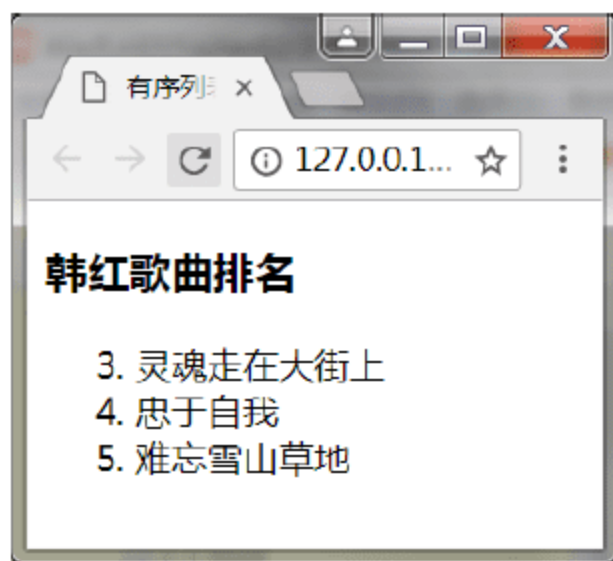 有序列
127.0.0.1...
韩红歌曲排名
3. 灵魂走在大街上
4. 忠于自我
5. 难忘雪山草地